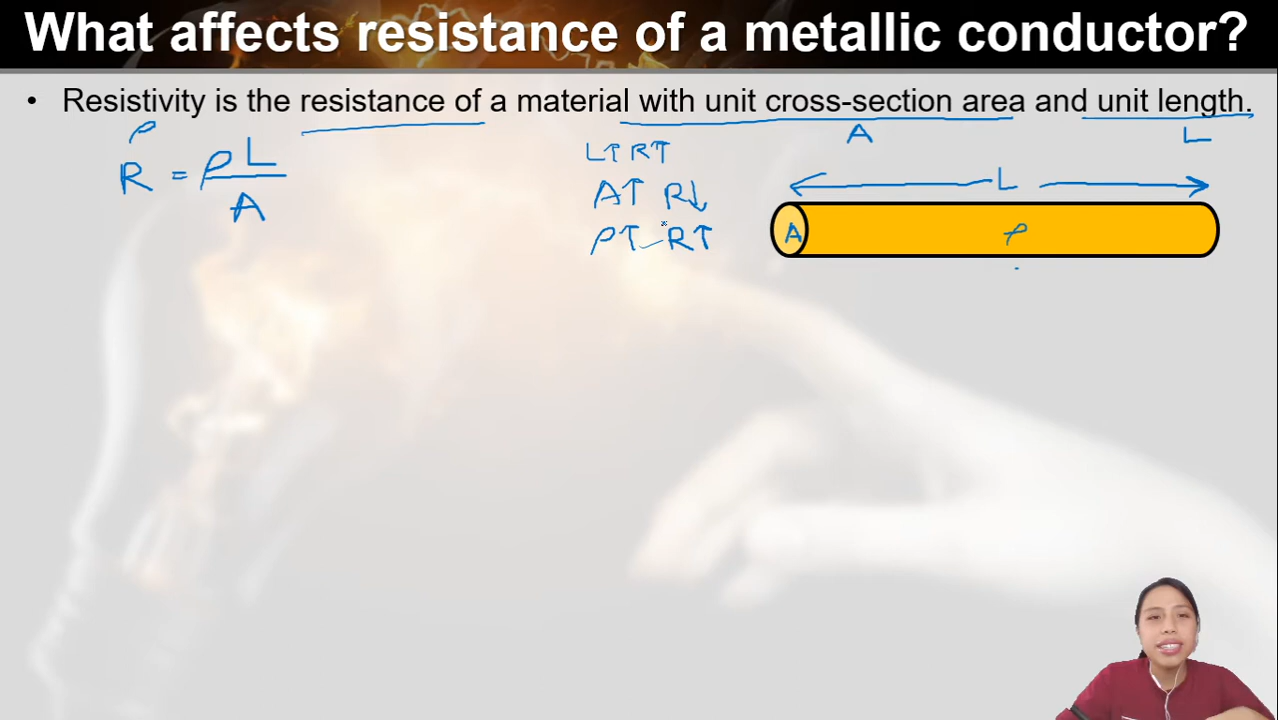 What affects resistance of a metallic conductor?
• Resistivity is the resistance of a material with unit cross-section area and unit length.
ρ
A
L
R = ρL/A
L↑ R↑
A↑ R↓
ρ↑ – R↑
L
A
ρ